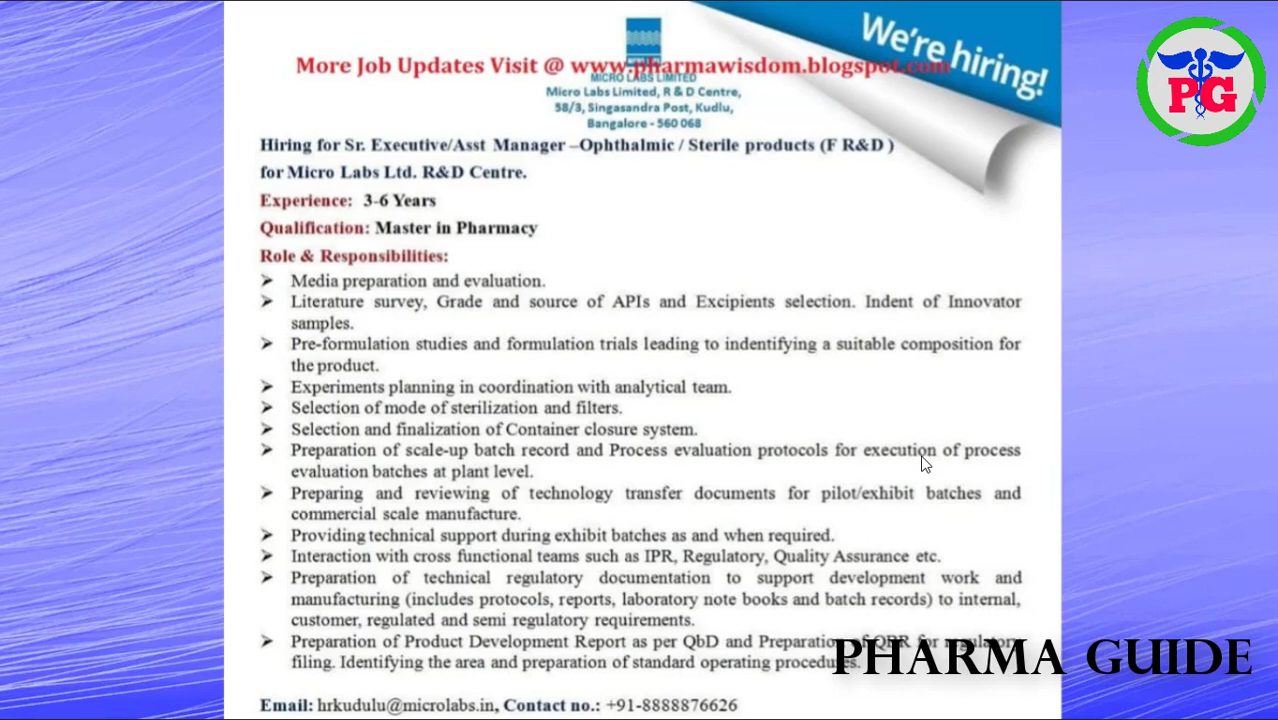 We're hiring!
PG
More Job Updates Visit @ www.pharmawisdom.blogspot.com
MICRO LABS LIMITED
Micro Labs Limited, R & D Centre,
58/3, Singasandra Post, Kudlu,
Bangalore - 560 068
Hiring for Sr. Executive/Asst Manager –Ophthalmic / Sterile products (F R&D )
for Micro Labs Ltd. R&D Centre.
Experience: 3-6 Years
Qualification: Master in Pharmacy
Role & Responsibilities:
➢ Media preparation and evaluation.
➢ Literature survey, Grade and source of APIs and Excipients selection. Indent of Innovator
samples.
➢ Pre-formulation studies and formulation trials leading to indentifying a suitable composition for
the product.
➢ Experiments planning in coordination with analytical team.
➢ Selection of mode of sterilization and filters.
➢ Selection and finalization of Container closure system.
➢ Preparation of scale-up batch record and Process evaluation protocols for execution of process
evaluation batches at plant level.
➢ Preparing and reviewing of technology transfer documents for pilot/exhibit batches and
commercial scale manufacture.
➢ Providing technical support during exhibit batches as and when required.
➢ Interaction with cross functional teams such as IPR, Regulatory, Quality Assurance etc.
➢ Preparation of technical regulatory documentation to support development work and
manufacturing (includes protocols, reports, laboratory note books and batch records) to internal,
customer, regulated and semi regulatory requirements.
➢ Preparation of Product Development Report as per QbD and Preparation of QBR for regulatory
filing. Identifying the area and preparation of standard operating procedures.
PHARMA GUIDE
Email: hrkudulu@microlabs.in, Contact no.: +91-8888876626